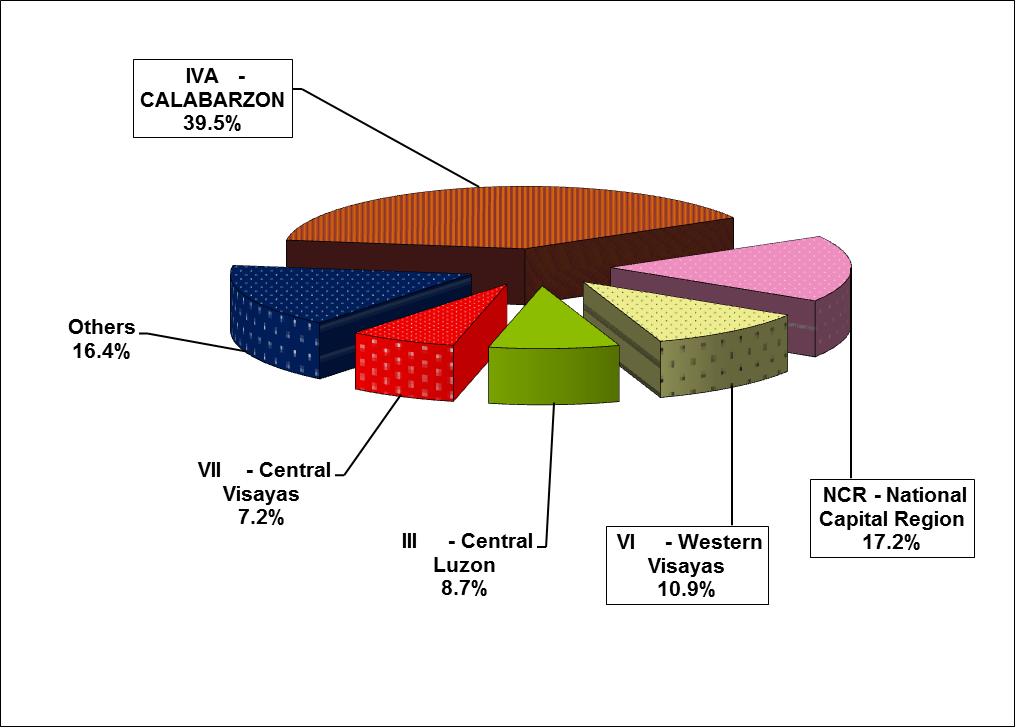 IVA - 
CALABARZON
39.5%
Others
16.4%
VII - Central
Visayas
7.2%
III - Central
Luzon
8.7%
VI - Western
Visayas
10.9%
NCR - National
Capital Region
17.2%